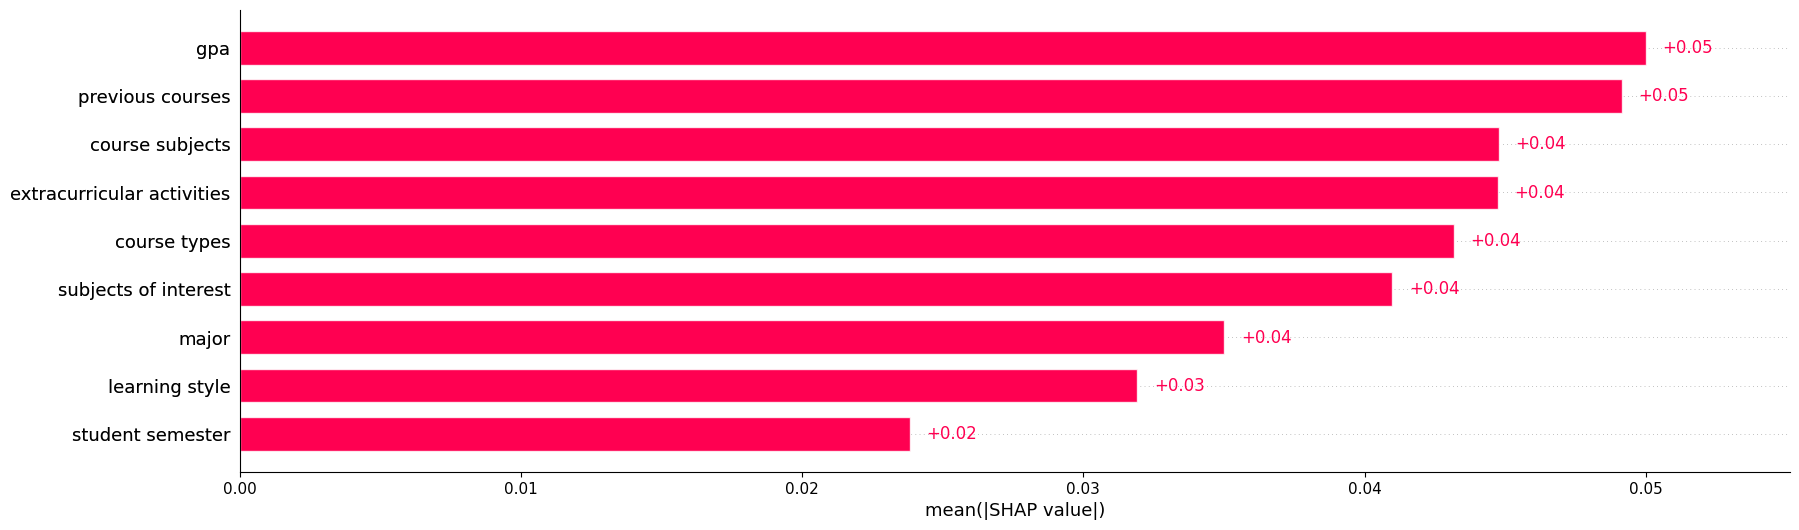 gpa +0.05
previous courses +0.05
course subjects +0.04
extracurricular activities +0.04
course types +0.04
subjects of interest +0.04
major +0.04
learning style +0.03
student semester +0.02
0.00 0.01 0.02 0.03 0.04 0.05
mean(|SHAP value|)